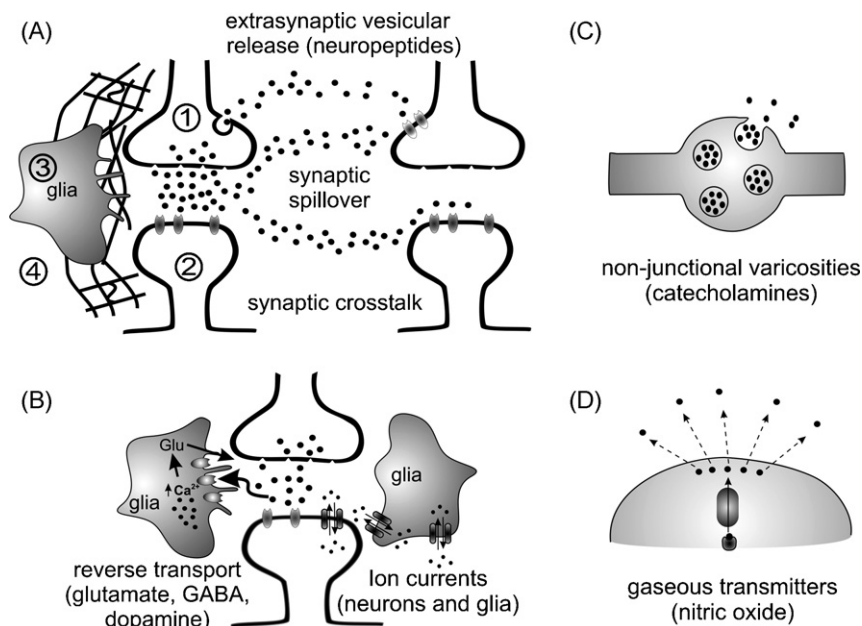 (A)
extrasynaptic vesicular
release (neuropeptides)
①
③
glia
synaptic
spillover
④
②
synaptic crosstalk
(B)
Glu
Ca²⁺
glia
glia
reverse transport
(glutamate, GABA,
dopamine)
Ion currents
(neurons and glia)
(C)
non-junctional varicosities
(catecholamines)
(D)
gaseous transmitters
(nitric oxide)